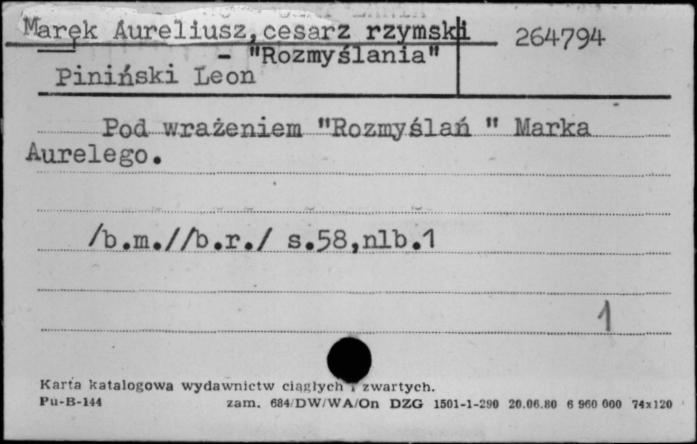 Marek Aureliusz,cesarz rzymski 264794
- "Rozmyślania"
Piniński Leon
Pod wrażeniem "Rozmyślań " Marka
Aurelego.
/b.m.//b.r./ s.58,nlb.1
1
Karta katalogowa wydawnictw ciągłych i zwartych.
Pu-B-144 zam. 684/DW/WA/On DZG 1501-1-290 20.06.80 6 960 000 74x120